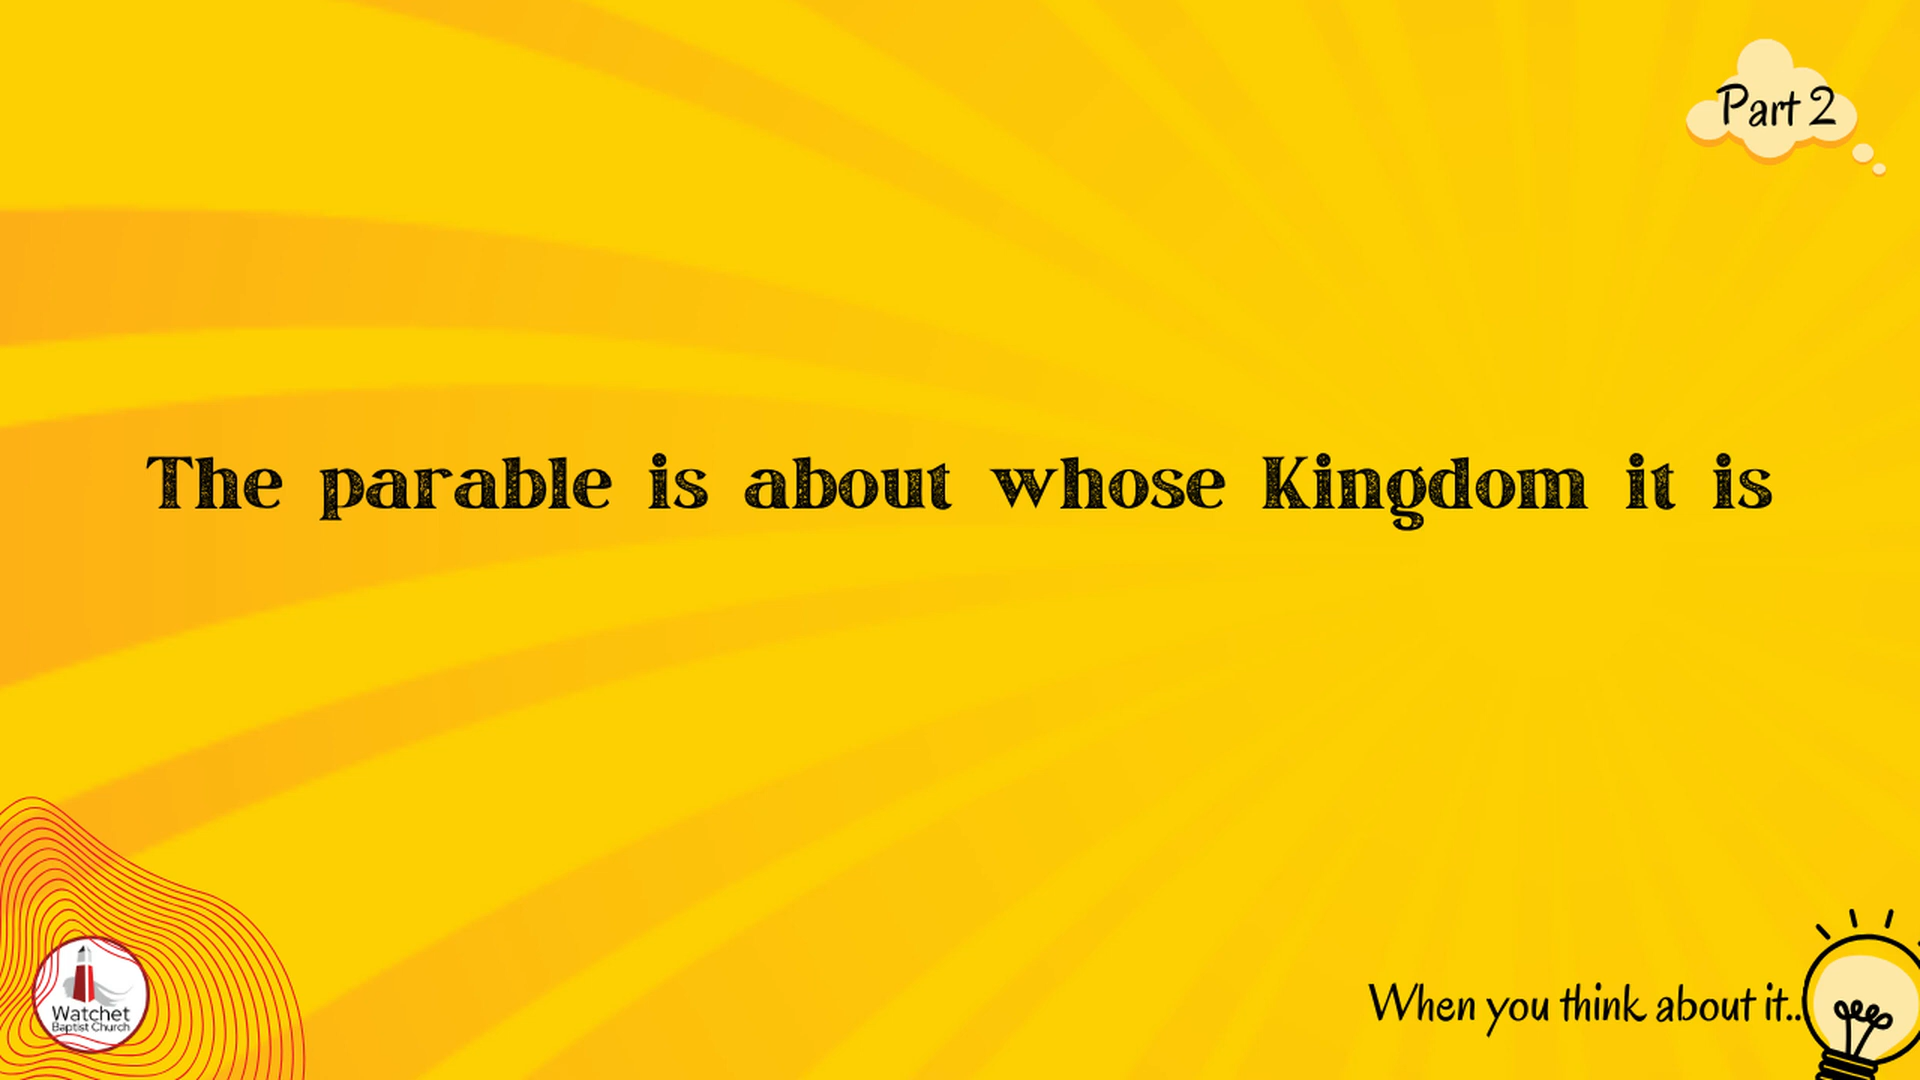 Part 2
The parable is about whose Kingdom it is
When you think about it..
Watchet
Baptist Church